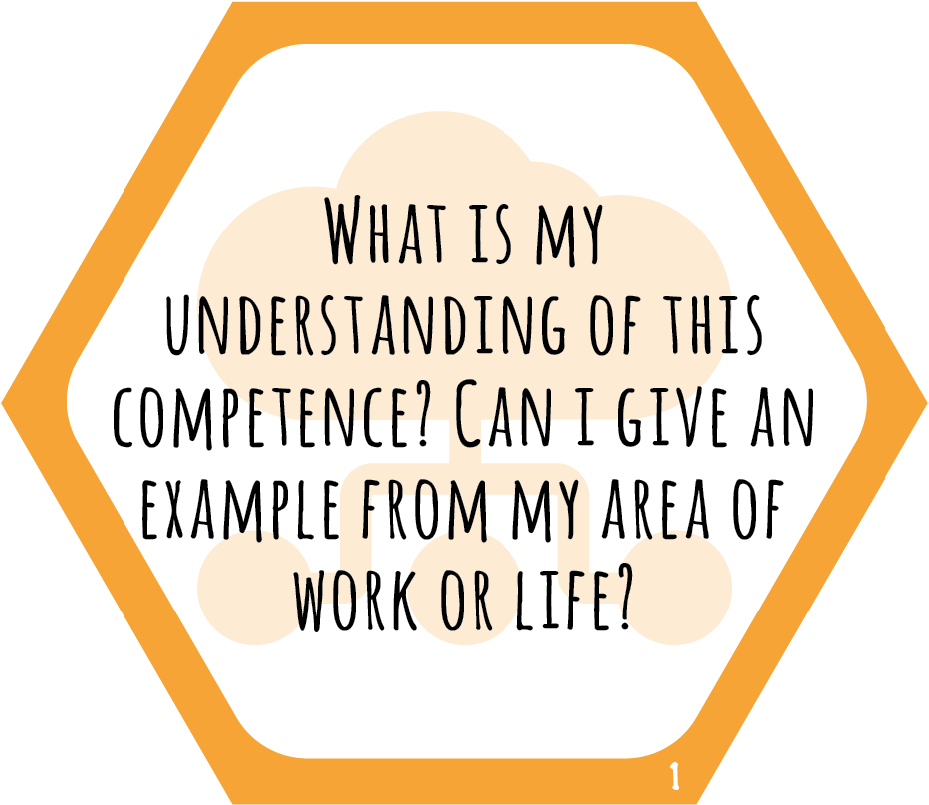 What is my
understanding of this
competence? Can I give an
example from my area of
work or life?
1